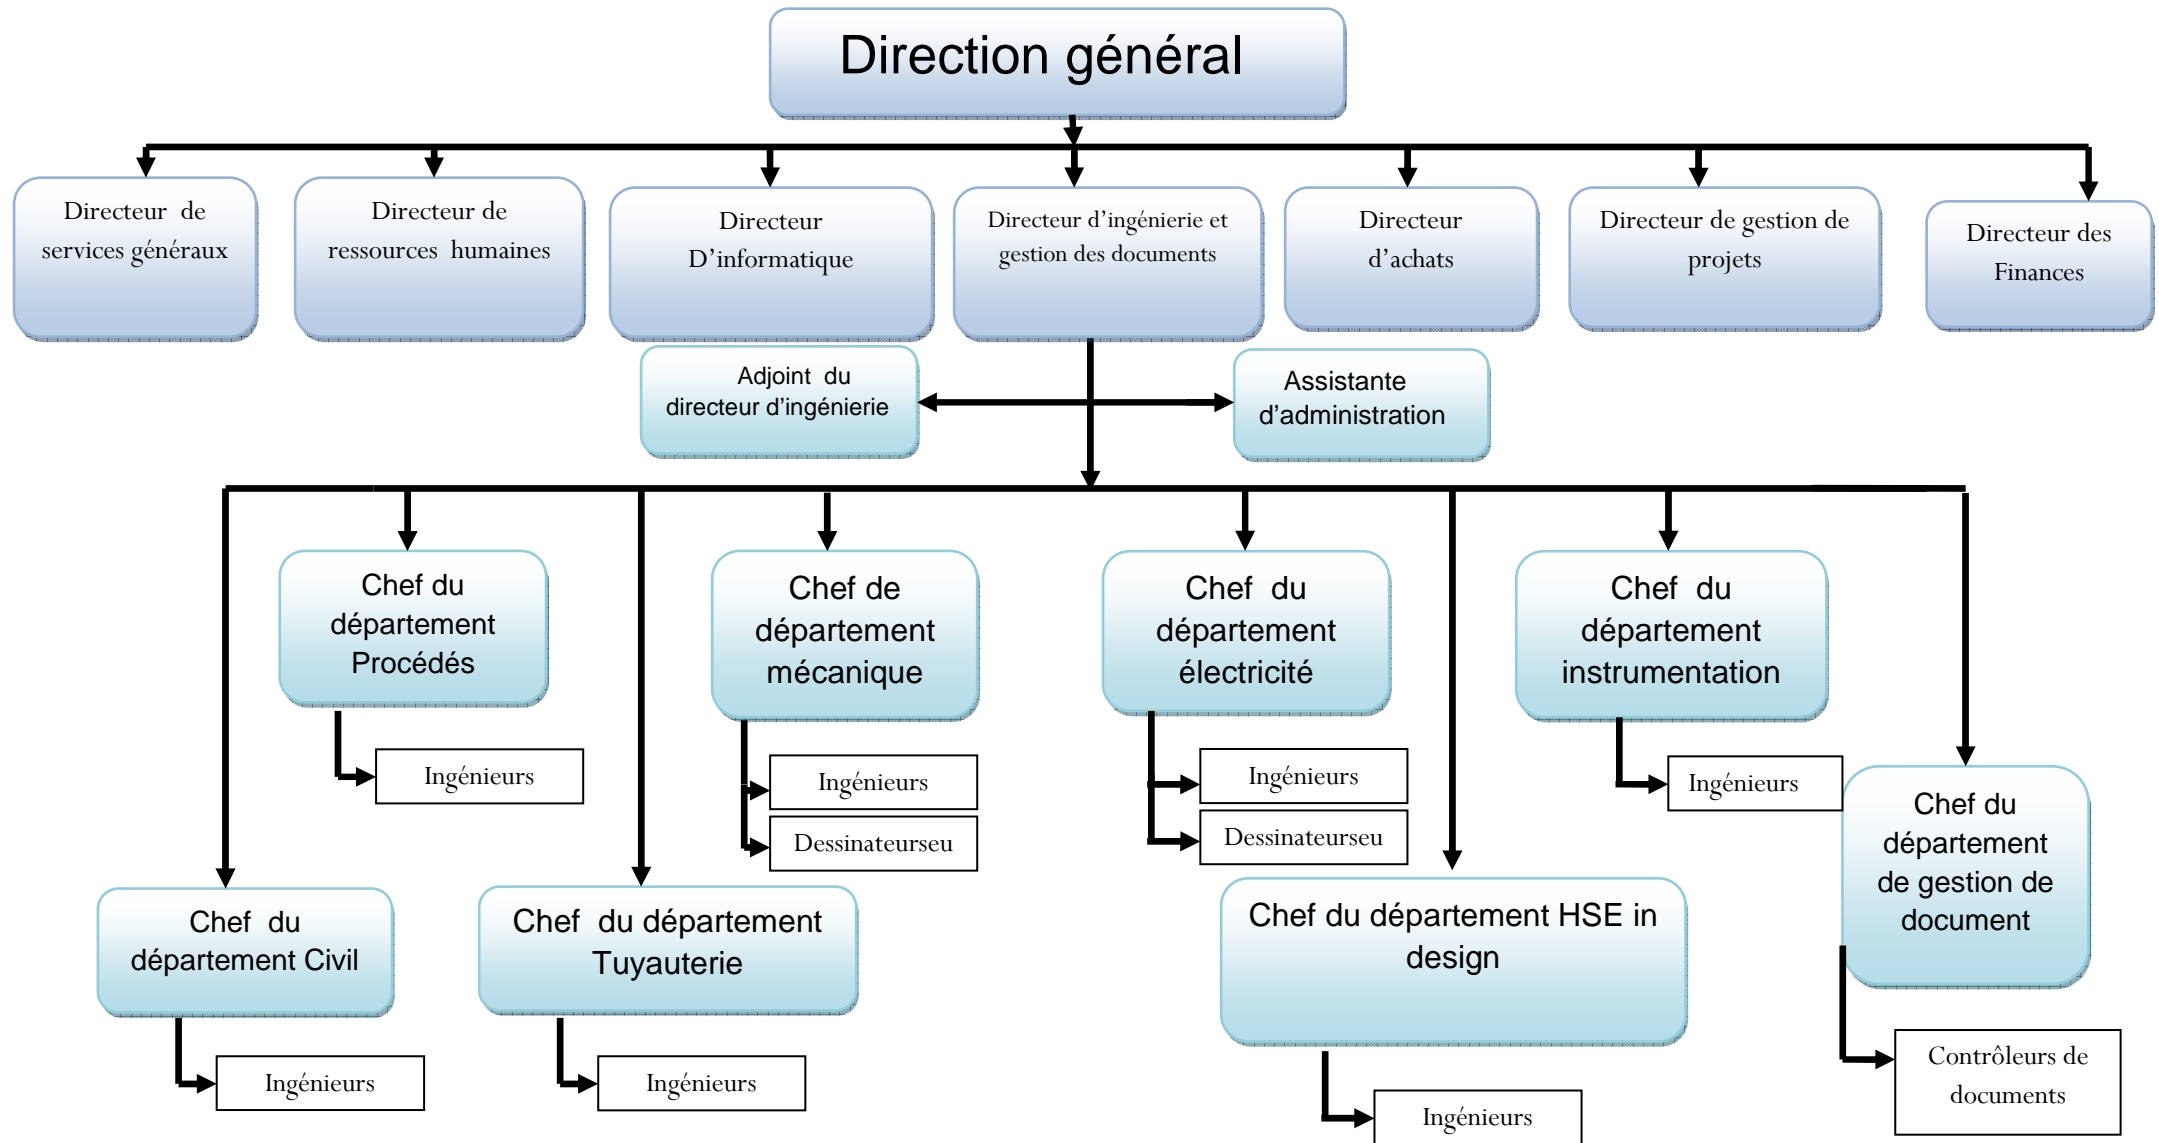 Direction général
Directeur de
services généraux
Directeur de
ressources humaines
Directeur
D'informatique
Directeur d'ingénierie et
gestion des documents
Directeur
d'achats
Directeur de gestion de
projets
Directeur des
Finances
Adjoint du
directeur d'ingénierie
Assistante
d'administration
Chef du
département
Procédés
Chef de
département
mécanique
Chef du
département
électricité
Chef du
département
instrumentation
Ingénieurs
Ingénieurs
Dessinateurseu
Ingénieurs
Dessinateurseu
Ingénieurs
Chef du
département
de gestion de
document
Chef du
département Civil
Chef du département
Tuyauterie
Chef du département HSE in
design
Ingénieurs
Ingénieurs
Ingénieurs
Contrôleurs de
documents